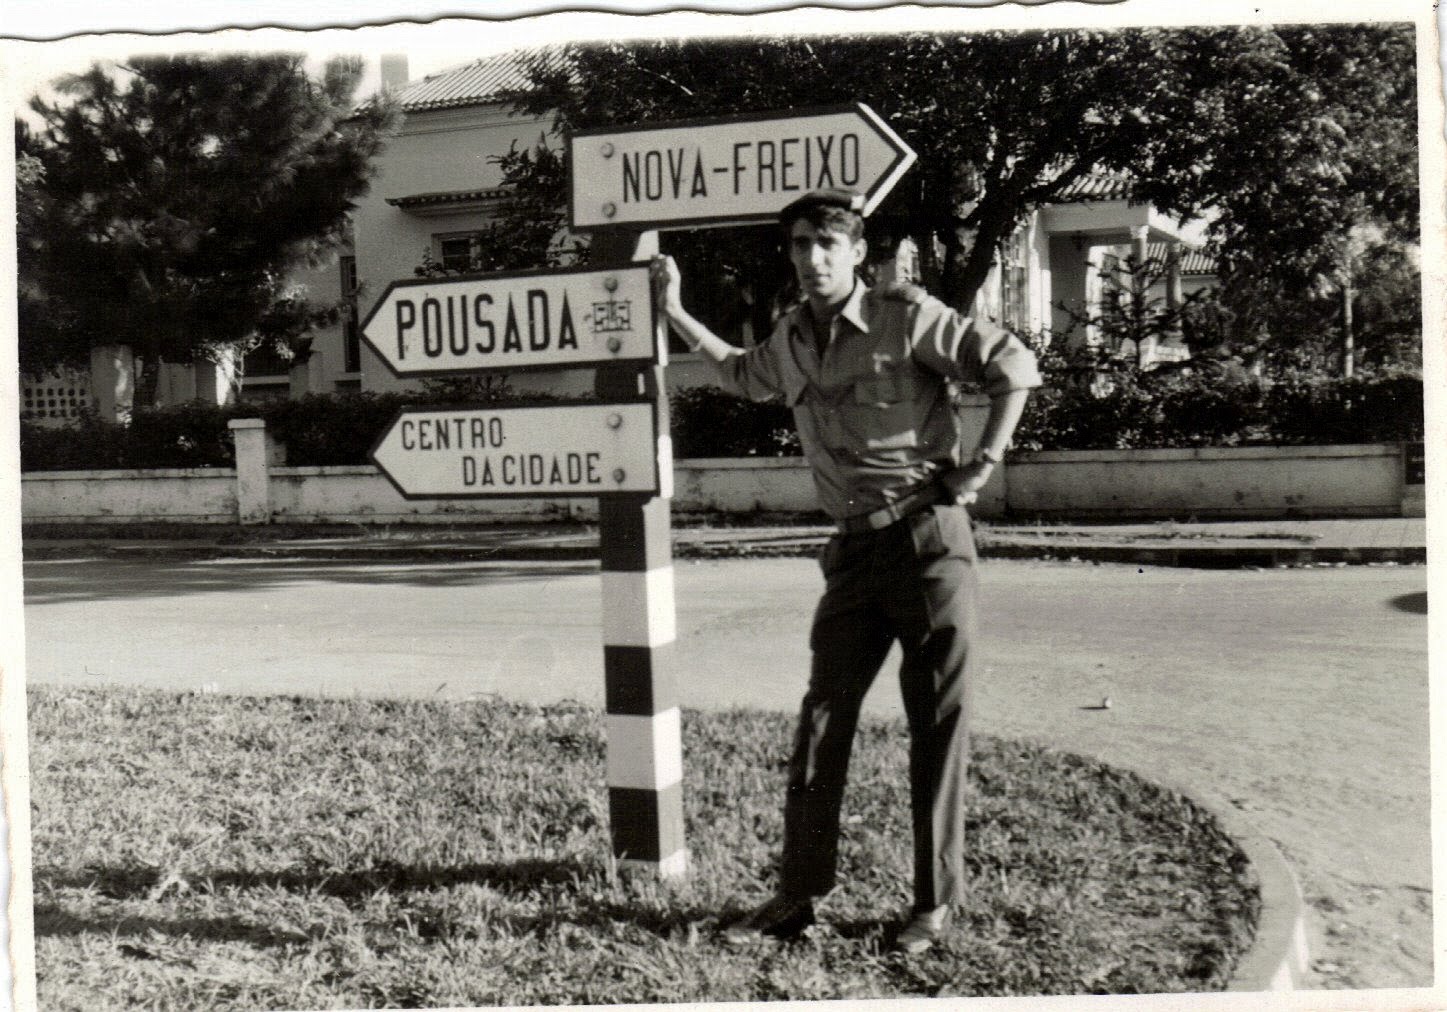 NOVA-FREIXO
POUSADA
CENTRO
DA CIDADE